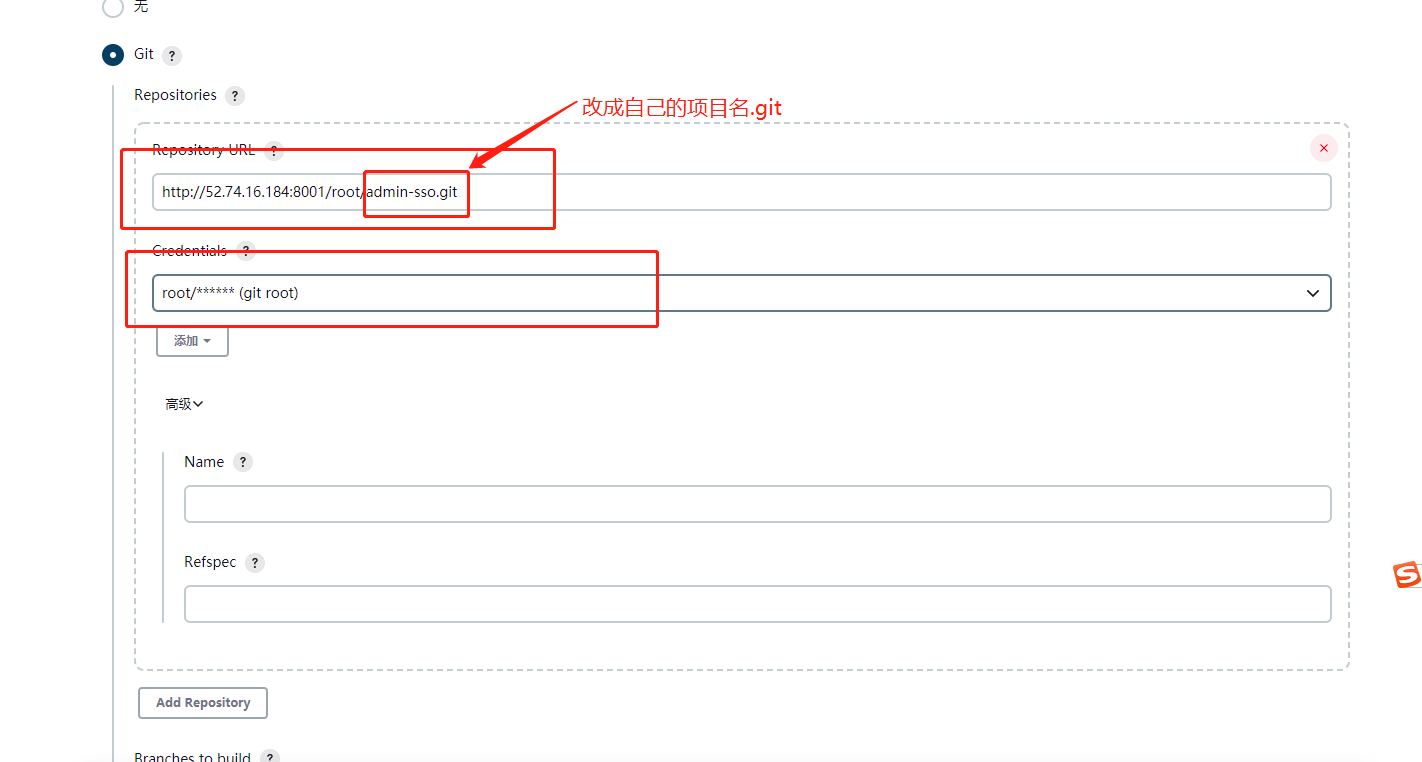 无
Git ?
Repositories ?
改成自己的项目名.git
Repository URL ?
http://52.74.16.184:8001/root/admin-sso.git
Credentials ?
root/****** (git root)
添加
高级
Name ?
Refspec ?
Add Repository
Branches to build ?